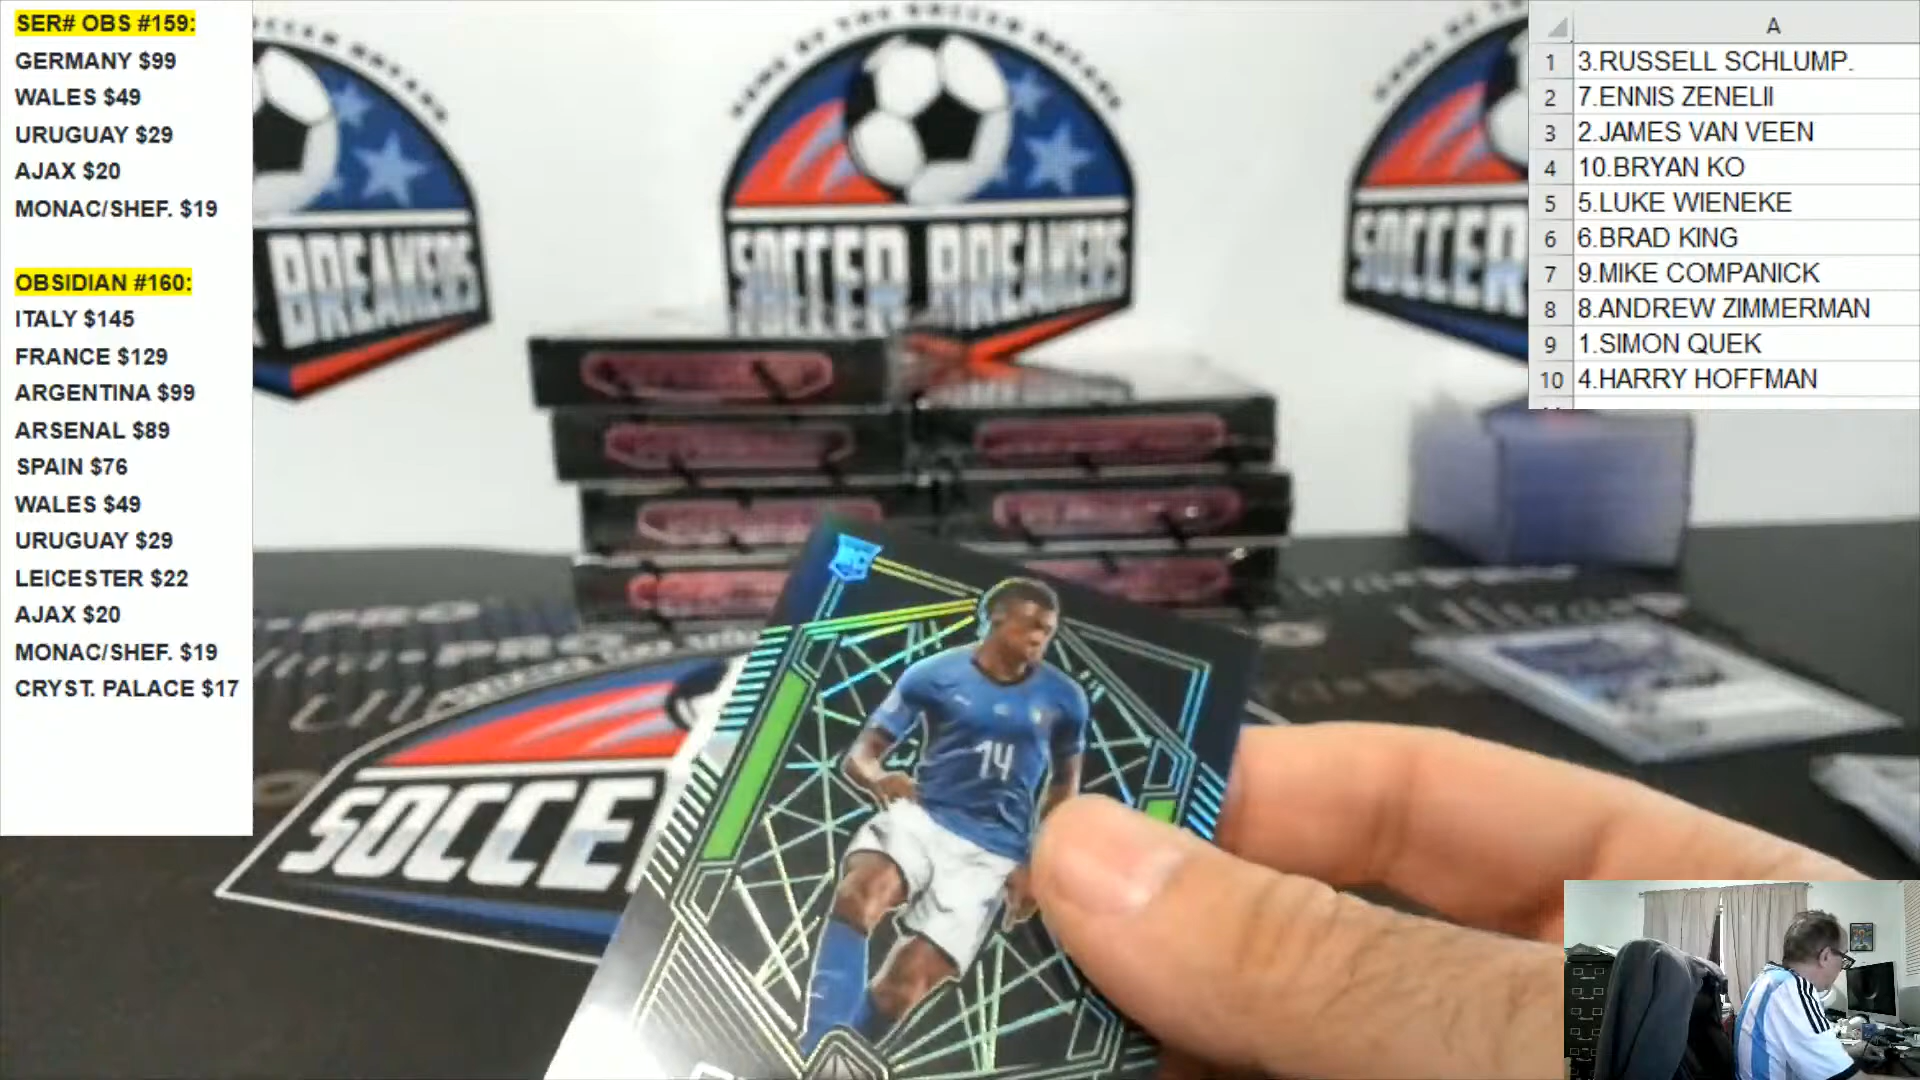 SER# OBS #159:
GERMANY $99
WALES $49
URUGUAY $29
AJAX $20
MONAC/SHEF. $19
OBSIDIAN #160:
ITALY $145
FRANCE $129
ARGENTINA $99
ARSENAL $89
SPAIN $76
WALES $49
URUGUAY $29
LEICESTER $22
AJAX $20
MONAC/SHEF. $19
CRYST. PALACE $17
A
1 3.RUSSELL SCHLUMP.
2 7.ENNIS ZENELII
3 2.JAMES VAN VEEN
4 10.BRYAN KO
5 5.LUKE WIENEKE
6 6.BRAD KING
7 9.MIKE COMPANICK
8 8.ANDREW ZIMMERMAN
9 1.SIMON QUEK
10 4.HARRY HOFFMAN
BREAKERS
SOCCER BREAKERS
SOCCER
SOCCE
14